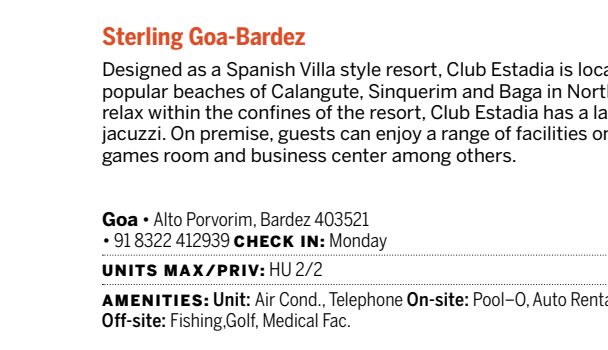 Sterling Goa-Bardez
Designed as a Spanish Villa style resort, Club Estadia is
popular beaches of Calangute, Sinquerim and Baga in
relax within the confines of the resort, Club Estadia has a
jacuzzi. On premise, guests can enjoy a range of facilities
games room and business center among others.
Goa • Alto Porvorim, Bardez 403521
• 91 8322 412939 CHECK IN: Monday
UNITS MAX/PRIV: HU 2/2
AMENITIES: Unit: Air Cond., Telephone On-site: Pool–O, Auto
Off-site: Fishing,Golf, Medical Fac.